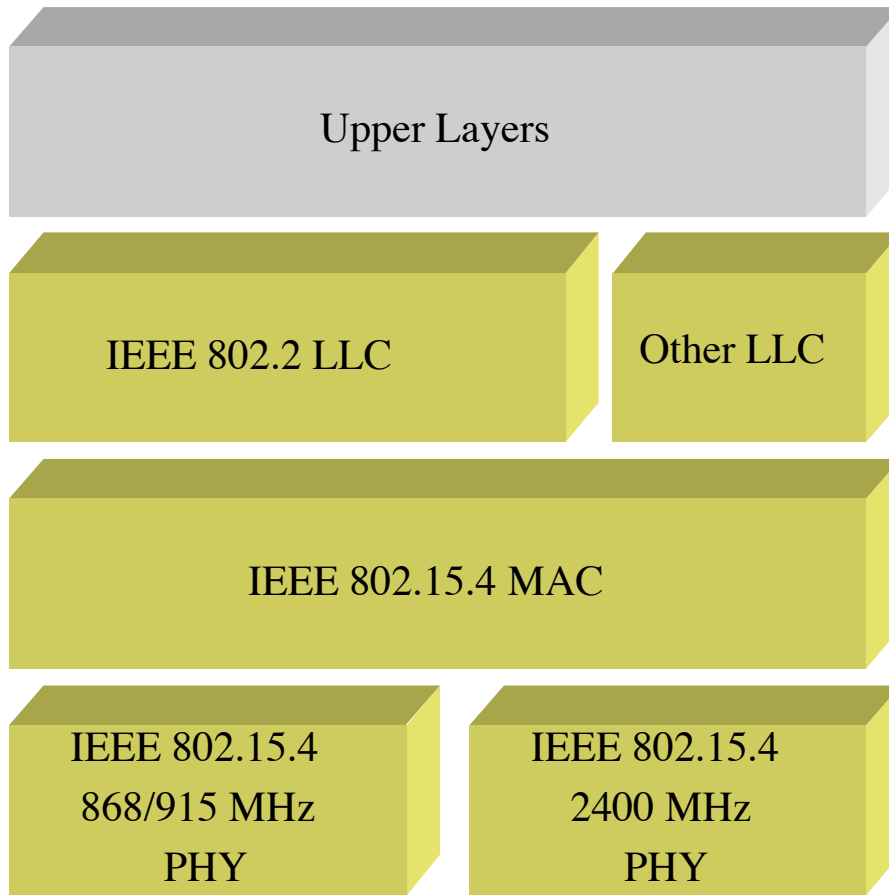 Upper Layers
IEEE 802.2 LLC
Other LLC
IEEE 802.15.4 MAC
IEEE 802.15.4
868/915 MHz
PHY
IEEE 802.15.4
2400 MHz
PHY